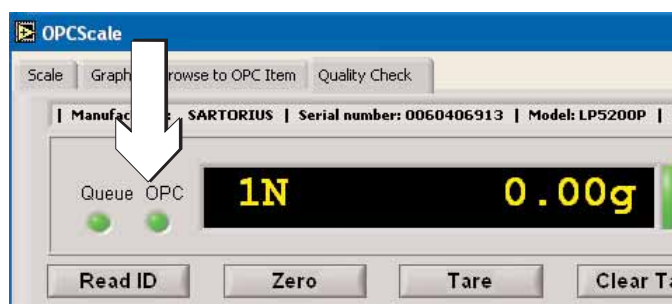 OPCScale
Scale Graph rowse to OPC Item Quality Check
| Manufac SARTORIUS | Serial number: 0060406913 | Model: LP5200P |
Queue OPC
1N 0.00g
Read ID Zero Tare Clear Ta